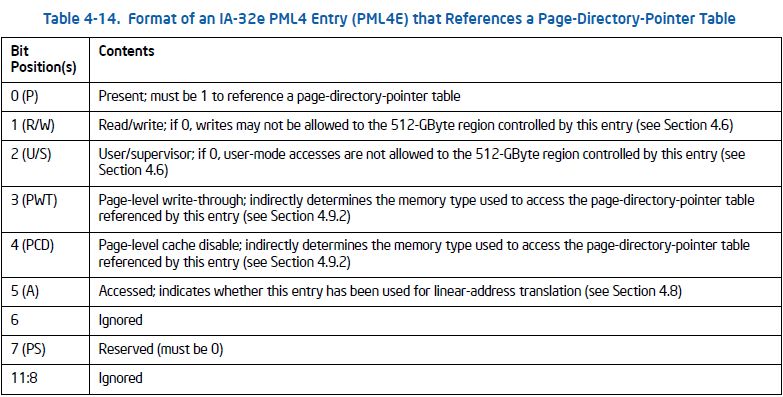 Table 4-14. Format of an IA-32e PML4 Entry (PML4E) that References a Page-Directory-Pointer Table
Bit Position(s) Contents
0 (P) Present; must be 1 to reference a page-directory-pointer table
1 (R/W) Read/write; if 0, writes may not be allowed to the 512-GByte region controlled by this entry (see Section 4.6)
2 (U/S) User/supervisor; if 0, user-mode accesses are not allowed to the 512-GByte region controlled by this entry (see
Section 4.6)
3 (PWT) Page-level write-through; indirectly determines the memory type used to access the page-directory-pointer table
referenced by this entry (see Section 4.9.2)
4 (PCD) Page-level cache disable; indirectly determines the memory type used to access the page-directory-pointer table
referenced by this entry (see Section 4.9.2)
5 (A) Accessed; indicates whether this entry has been used for linear-address translation (see Section 4.8)
6 Ignored
7 (PS) Reserved (must be 0)
11:8 Ignored